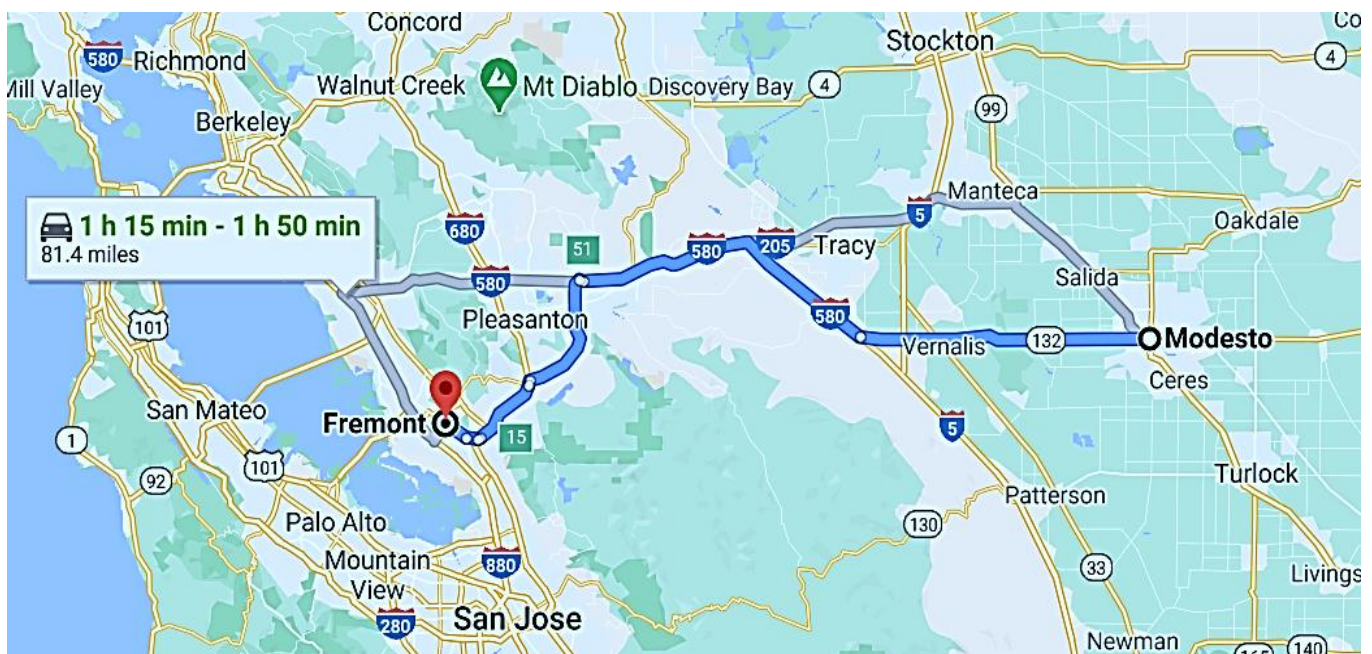 Concord
Co
580
Richmond
Stockton
4
Mill Valley
Walnut Creek
Mt Diablo
Discovery Bay
4
99
Berkeley
Manteca
5
Oakdale
1 h 15 min - 1 h 50 min
81.4 miles
680
51
580
205
Tracy
580
Salida
101
Pleasanton
580
Vernalis
132
Modesto
Ceres
San Mateo
Fremont
15
5
1
92
101
Turlock
Patterson
Palo Alto
130
Mountain
View
880
33
Livings
280
San Jose
Newman
165
140